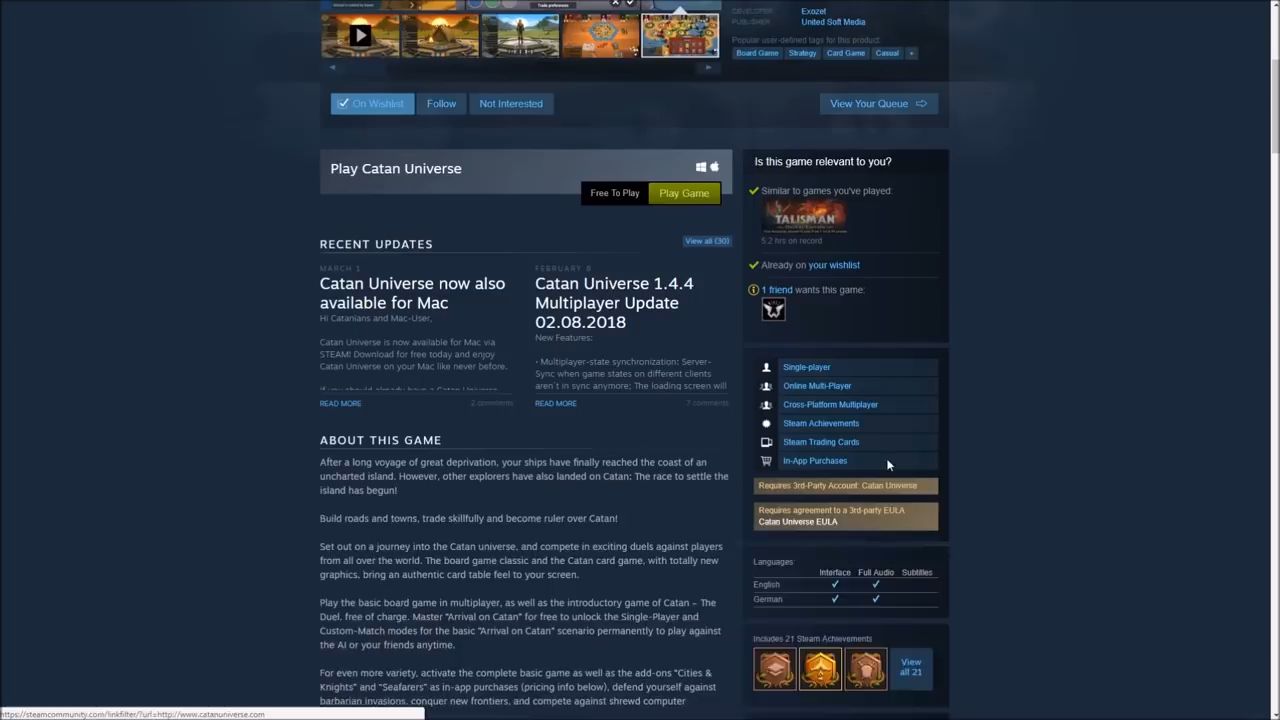 Trade preferences
DEVELOPER: Exozet
PUBLISHER: United Soft Media
Popular user-defined tags for this product:
Board Game Strategy Card Game Casual +
On Wishlist Follow Not Interested View Your Queue
Play Catan Universe
Free To Play Play Game
RECENT UPDATES View all (30)
MARCH 1
Catan Universe now also
available for Mac
Hi Catanians and Mac-User,
Catan Universe is now available for Mac via
STEAM! Download for free today and enjoy
Catan Universe on your Mac like never before.
If you should already have a Catan Universe
READ MORE 2 comments
FEBRUARY 8
Catan Universe 1.4.4
Multiplayer Update
02.08.2018
New Features:
• Multiplayer-state synchronization: Server-
Sync when game states on different clients
aren´t in sync anymore; The loading screen will
READ MORE 7 comments
ABOUT THIS GAME
After a long voyage of great deprivation, your ships have finally reached the coast of an
uncharted island. However, other explorers have also landed on Catan: The race to settle the
island has begun!
Build roads and towns, trade skillfully and become ruler over Catan!
Set out on a journey into the Catan universe, and compete in exciting duels against players
from all over the world. The board game classic and the Catan card game, with totally new
graphics, bring an authentic card table feel to your screen.
Play the basic board game in multiplayer, as well as the introductory game of Catan – The
Duel, free of charge. Master "Arrival on Catan" for free to unlock the Single-Player and
Custom-Match modes for the basic "Arrival on Catan" scenario permanently to play against
the AI or your friends anytime.
For even more variety, activate the complete basic game as well as the add-ons "Cities &
Knights" and "Seafarers" as in-app purchases (pricing info below), defend yourself against
barbarian invasions, conquer new frontiers, and compete against shrewd computer
Is this game relevant to you?
Similar to games you've played:
TALISMAN
5.2 hrs on record
Already on your wishlist
1 friend wants this game:
Single-player
Online Multi-Player
Cross-Platform Multiplayer
Steam Achievements
Steam Trading Cards
In-App Purchases
Requires 3rd-Party Account: Catan Universe
Requires agreement to a 3rd-party EULA
Catan Universe EULA
Languages:
Interface Full Audio Subtitles
English
German
Includes 21 Steam Achievements
View
all 21
https://steamcommunity.com/linkfilter/?url=http://www.catanuniverse.com